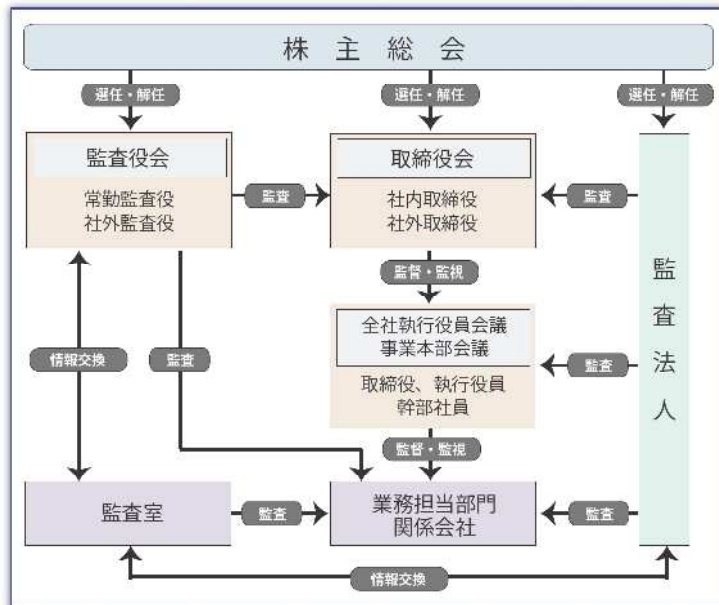 株主総会
選任・解任
選任・解任
選任・解任
監査役会
常勤監査役
社外監査役
監査
取締役会
社内取締役
社外取締役
監査
監査法人
監督・監視
全社執行役員会議
事業本部会議
取締役、執行役員
幹部社員
情報交換
監査
監査
監督・監視
監査室
監査
業務担当部門
関係会社
監査
情報交換